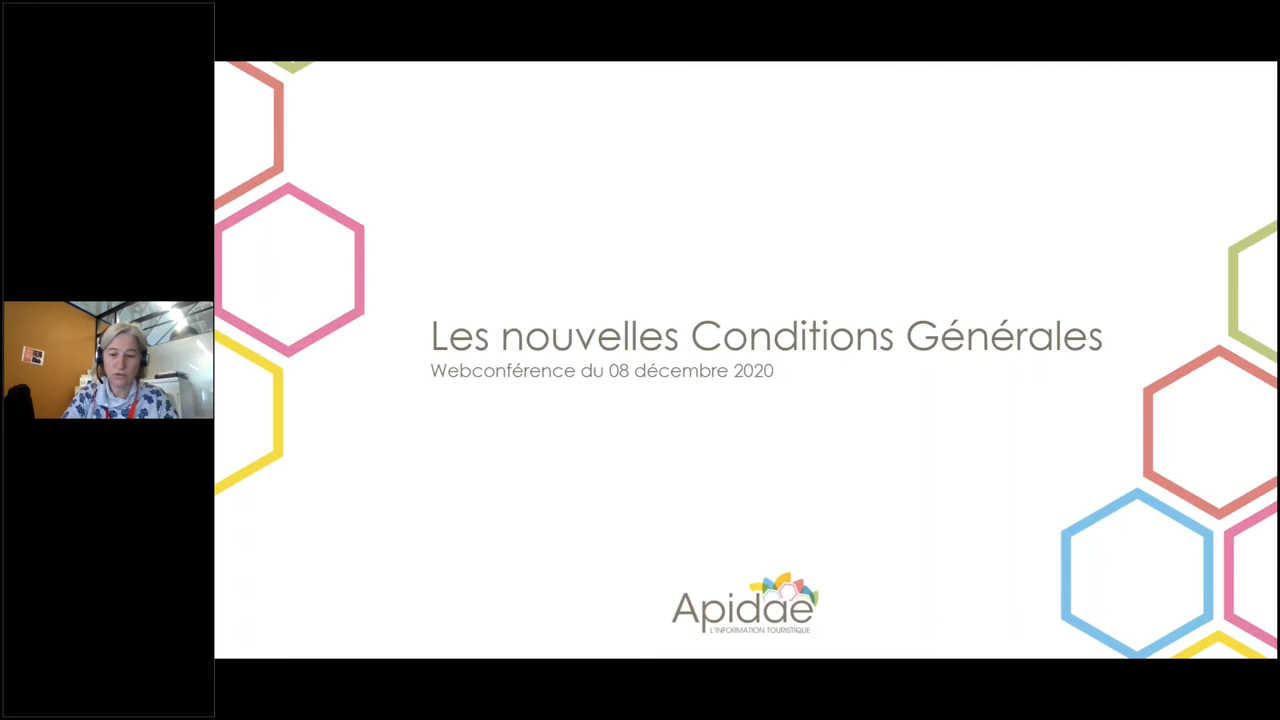 Les nouvelles Conditions Générales
Webconférence du 08 décembre 2020
Apidae
L'INFORMATION TOURISTIQUE